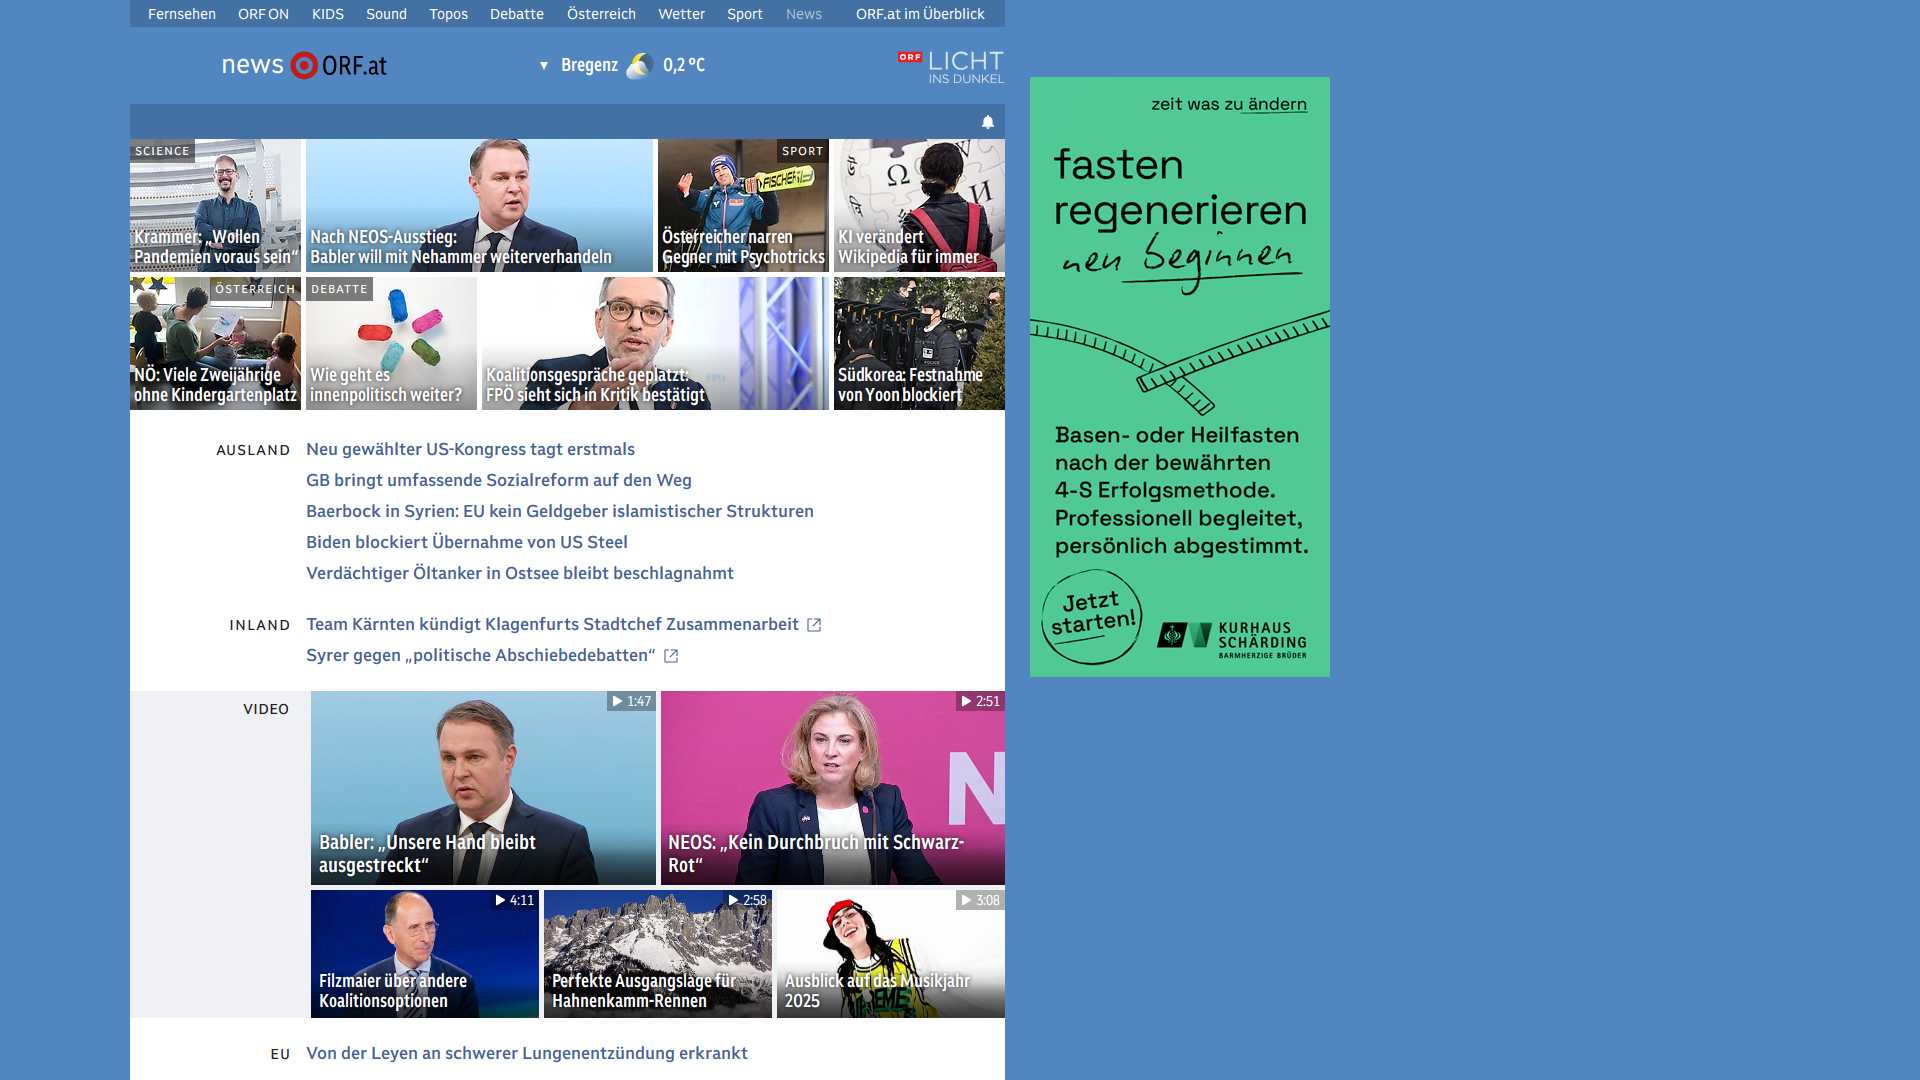 Fernsehen ORF ON KIDS Sound Topos Debatte Österreich Wetter Sport News ORF.at im Überblick
news ORF.at
Bregenz 0,2 °C
ORF LICHT
INS DUNKEL
SCIENCE
Krammer: „Wollen
Pandemien voraus sein“
Nach NEOS-Ausstieg:
Babler will mit Nehammer weiterverhandeln
SPORT
FISCHER
Österreicher narren
Gegner mit Psychotricks
Ω
W
И
KI verändert
Wikipedia für immer
ÖSTERREICH
NÖ: Viele Zweijährige
ohne Kindergartenplatz
DEBATTE
Wie geht es
innenpolitisch weiter?
Koalitionsgespräche geplatzt:
FPÖ sieht sich in Kritik bestätigt
POLICE
Südkorea: Festnahme
von Yoon blockiert
AUSLAND
Neu gewählter US-Kongress tagt erstmals
GB bringt umfassende Sozialreform auf den Weg
Baerbock in Syrien: EU kein Geldgeber islamistischer Strukturen
Biden blockiert Übernahme von US Steel
Verdächtiger Öltanker in Ostsee bleibt beschlagnahmt
INLAND
Team Kärnten kündigt Klagenfurts Stadtchef Zusammenarbeit
Syrer gegen „politische Abschiebedebatten“
VIDEO
1:47
Babler: „Unsere Hand bleibt
ausgestreckt“
2:51
N
NEOS: „Kein Durchbruch mit Schwarz-
Rot“
4:11
Filzmaier über andere
Koalitionsoptionen
2:58
Perfekte Ausgangslage für
Hahnenkamm-Rennen
3:08
Ausblick auf das Musikjahr
2025
EU
Von der Leyen an schwerer Lungenentzündung erkrankt
zeit was zu ändern
fasten
regenerieren
neu beginnen
Basen- oder Heilfasten
nach der bewährten
4-S Erfolgsmethode.
Professionell begleitet,
persönlich abgestimmt.
Jetzt
starten!
KURHAUS
SCHÄRDING
BARMHERZIGE BRÜDER